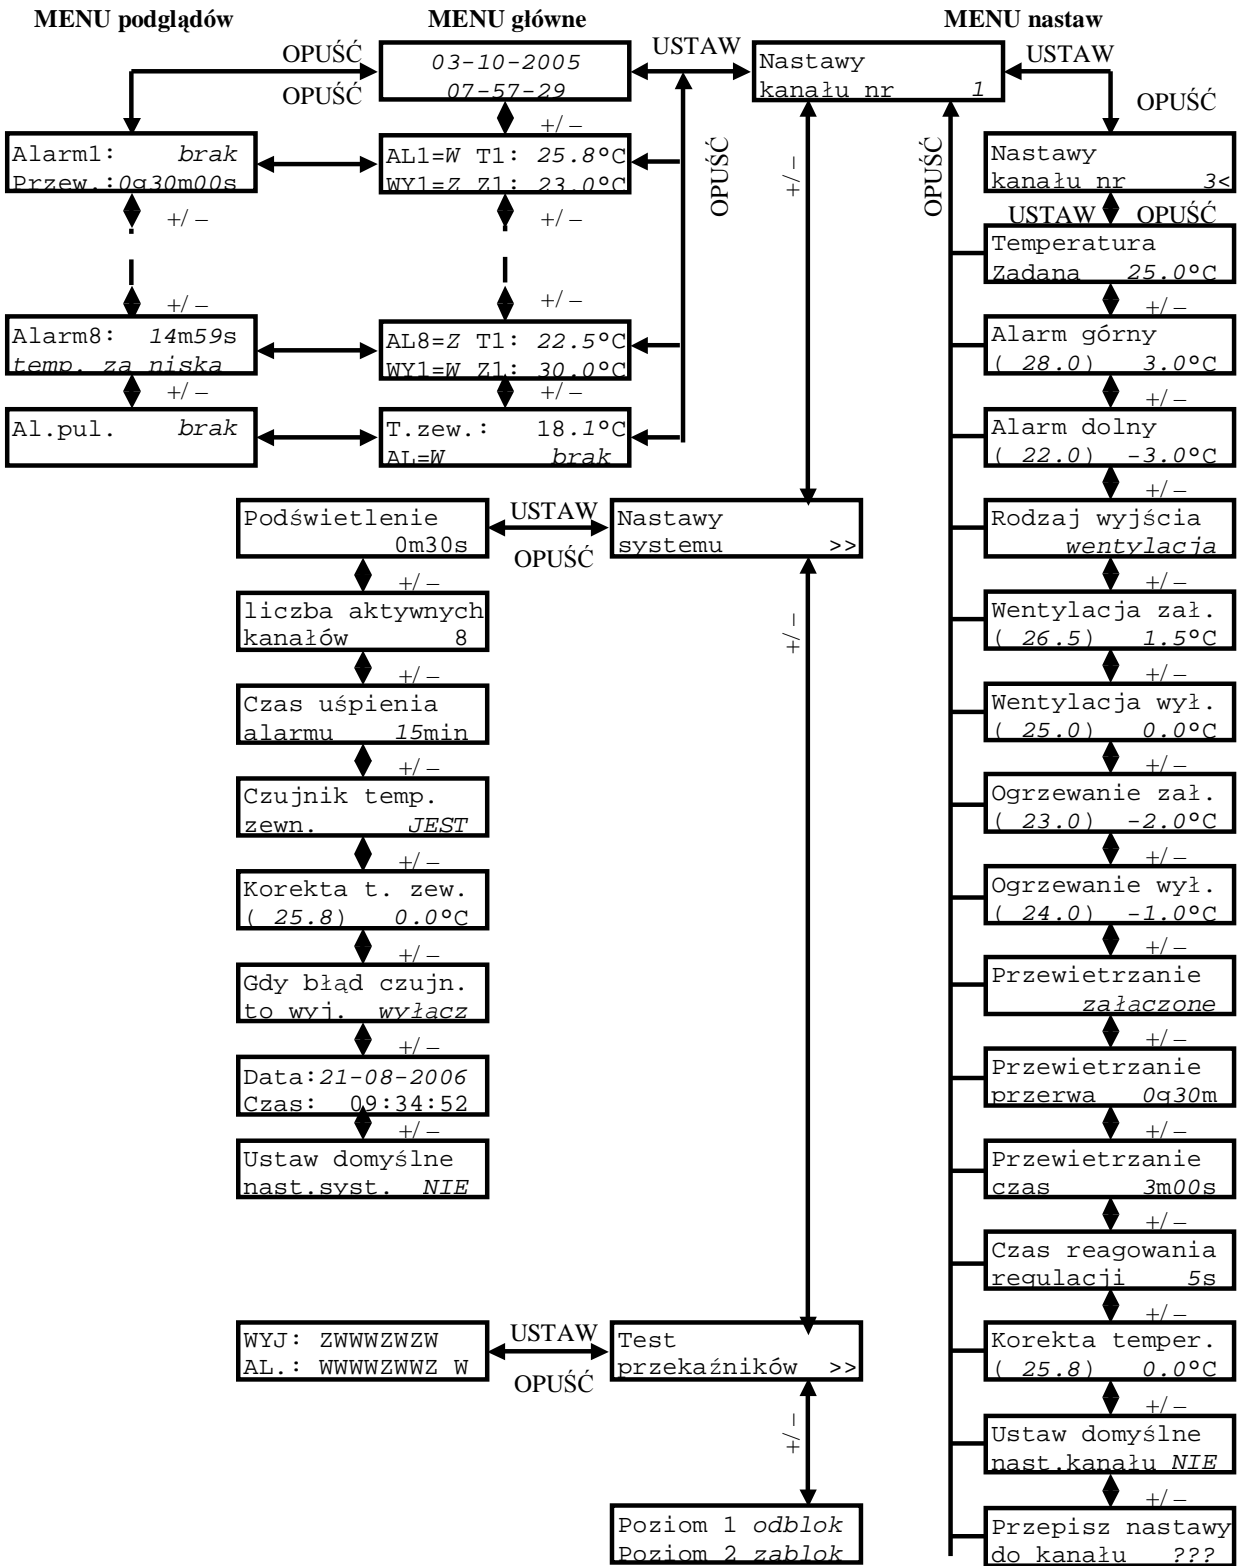 MENU podglądów
MENU główne
MENU nastaw
OPUŚĆ
OPUŚĆ
03-10-2005
07-57-29
USTAW
Nastawy
kanału nr 1
USTAW
OPUŚĆ
+/–
Alarm1: brak
Przew.:0g30m00s
AL1=W T1: 25.8°C
WY1=Z Z1: 23.0°C
OPUŚĆ
+/–
OPUŚĆ
Nastawy
kanału nr 3<
+/–
+/–
USTAW OPUŚĆ
Temperatura
Zadana 25.0°C
+/–
+/–
+/–
Alarm8: 14m59s
temp. za niska
AL8=Z T1: 22.5°C
WY1=W Z1: 30.0°C
Alarm górny
( 28.0) 3.0°C
+/–
+/–
+/–
Al.pul. brak
T.zew.: 18.1°C
AL=W brak
Alarm dolny
( 22.0) -3.0°C
+/–
Podświetlenie
0m30s
USTAW
OPUŚĆ
Nastawy
systemu >>
Rodzaj wyjścia
wentylacja
+/–
+/–
liczba aktywnych
kanałów 8
+/–
Wentylacja zał.
( 26.5) 1.5°C
+/–
+/–
Czas uśpienia
alarmu 15min
Wentylacja wył.
( 25.0) 0.0°C
+/–
+/–
Czujnik temp.
zewn. JEST
Ogrzewanie zał.
( 23.0) -2.0°C
+/–
+/–
Korekta t. zew.
( 25.8) 0.0°C
Ogrzewanie wył.
( 24.0) -1.0°C
+/–
+/–
Gdy błąd czujn.
to wyj. wyłacz
Przewietrzanie
załaczone
+/–
+/–
Data:21-08-2006
Czas: 09:34:52
Przewietrzanie
przerwa 0g30m
+/–
+/–
Ustaw domyślne
nast.syst. NIE
Przewietrzanie
czas 3m00s
+/–
Czas reagowania
regulacji 5s
+/–
WYJ: ZWWWZWZW
AL.: WWWWZWWZ W
USTAW
OPUŚĆ
Test
przekaźników >>
Korekta temper.
( 25.8) 0.0°C
+/–
+/–
Ustaw domyślne
nast.kanału NIE
+/–
Poziom 1 odblok
Poziom 2 zablok
Przepisz nastawy
do kanału ???